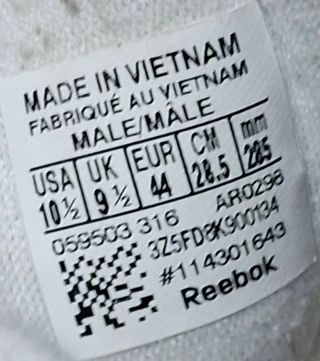 MADE IN VIETNAM
FABRIQUÉ AU VIETNAM
MALE/MÂLE
USA UK EUR CM mm
10½ 9½ 44 28.5 285
059503 316 AR0296
3Z5FD8K900134
#114301643
Reebok